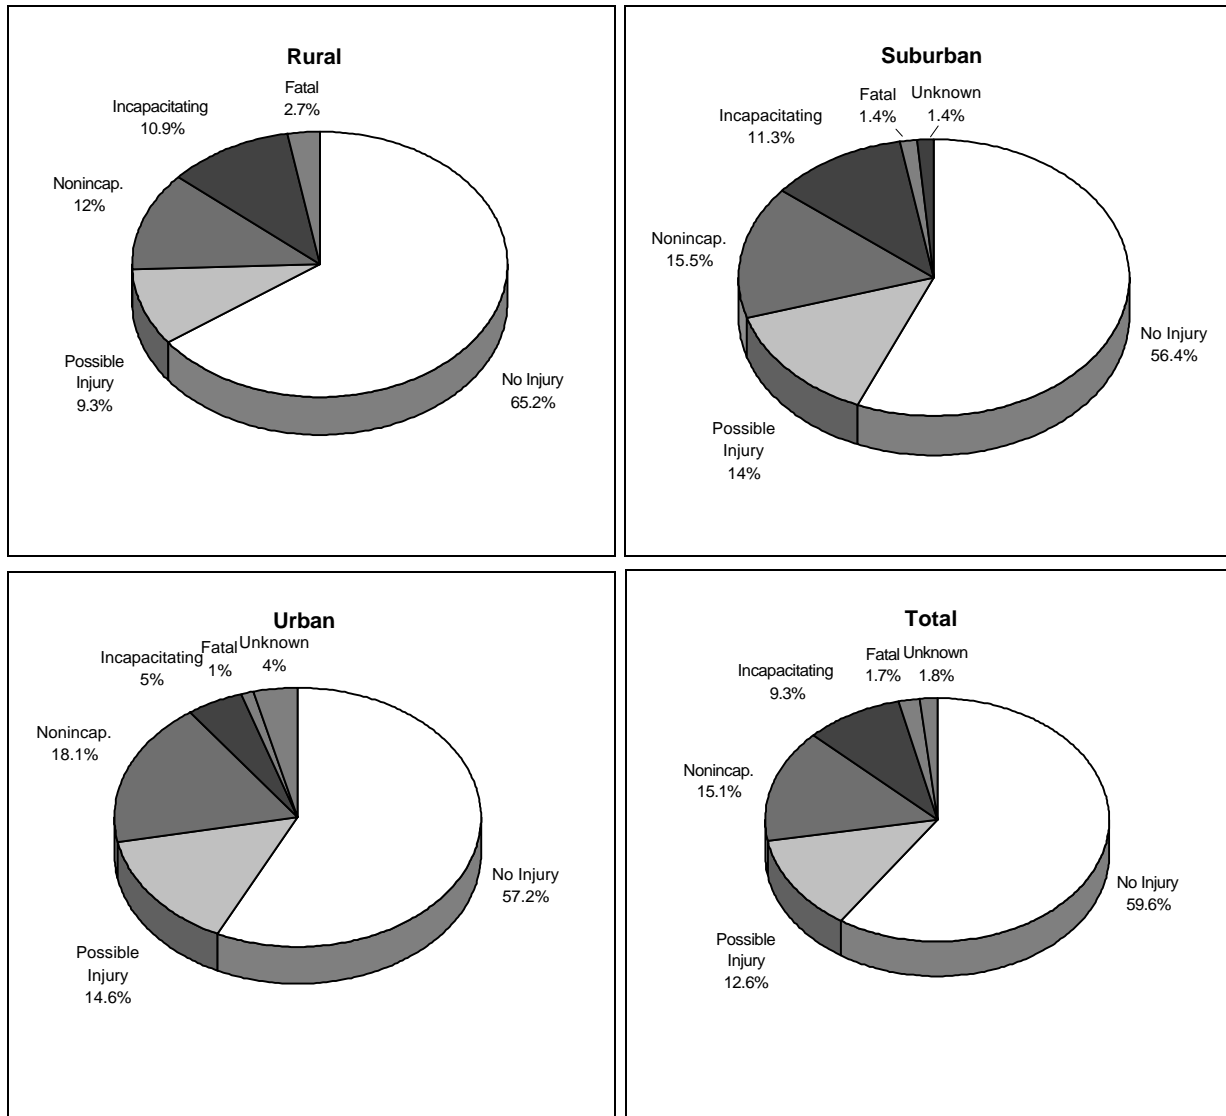 Rural
Fatal
2.7%
Incapacitating
10.9%
Nonincap.
12%
Possible
Injury
9.3%
No Injury
65.2%
Suburban
Fatal
1.4%
Unknown
1.4%
Incapacitating
11.3%
Nonincap.
15.5%
No Injury
56.4%
Possible
Injury
14%
Urban
Incapacitating
5%
Fatal
1%
Unknown
4%
Nonincap.
18.1%
No Injury
57.2%
Possible
Injury
14.6%
Total
Incapacitating
9.3%
Fatal
1.7%
Unknown
1.8%
Nonincap.
15.1%
No Injury
59.6%
Possible
Injury
12.6%